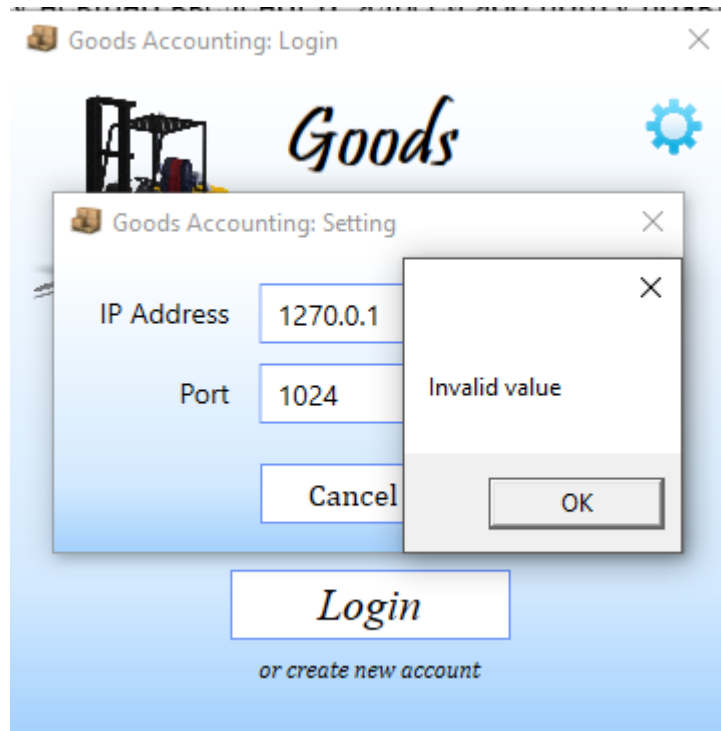 Goods Accounting: Login
Goods
Goods Accounting: Setting
IP Address 1270.0.1
Port 1024
Invalid value
Cancel
OK
Login
or create new account